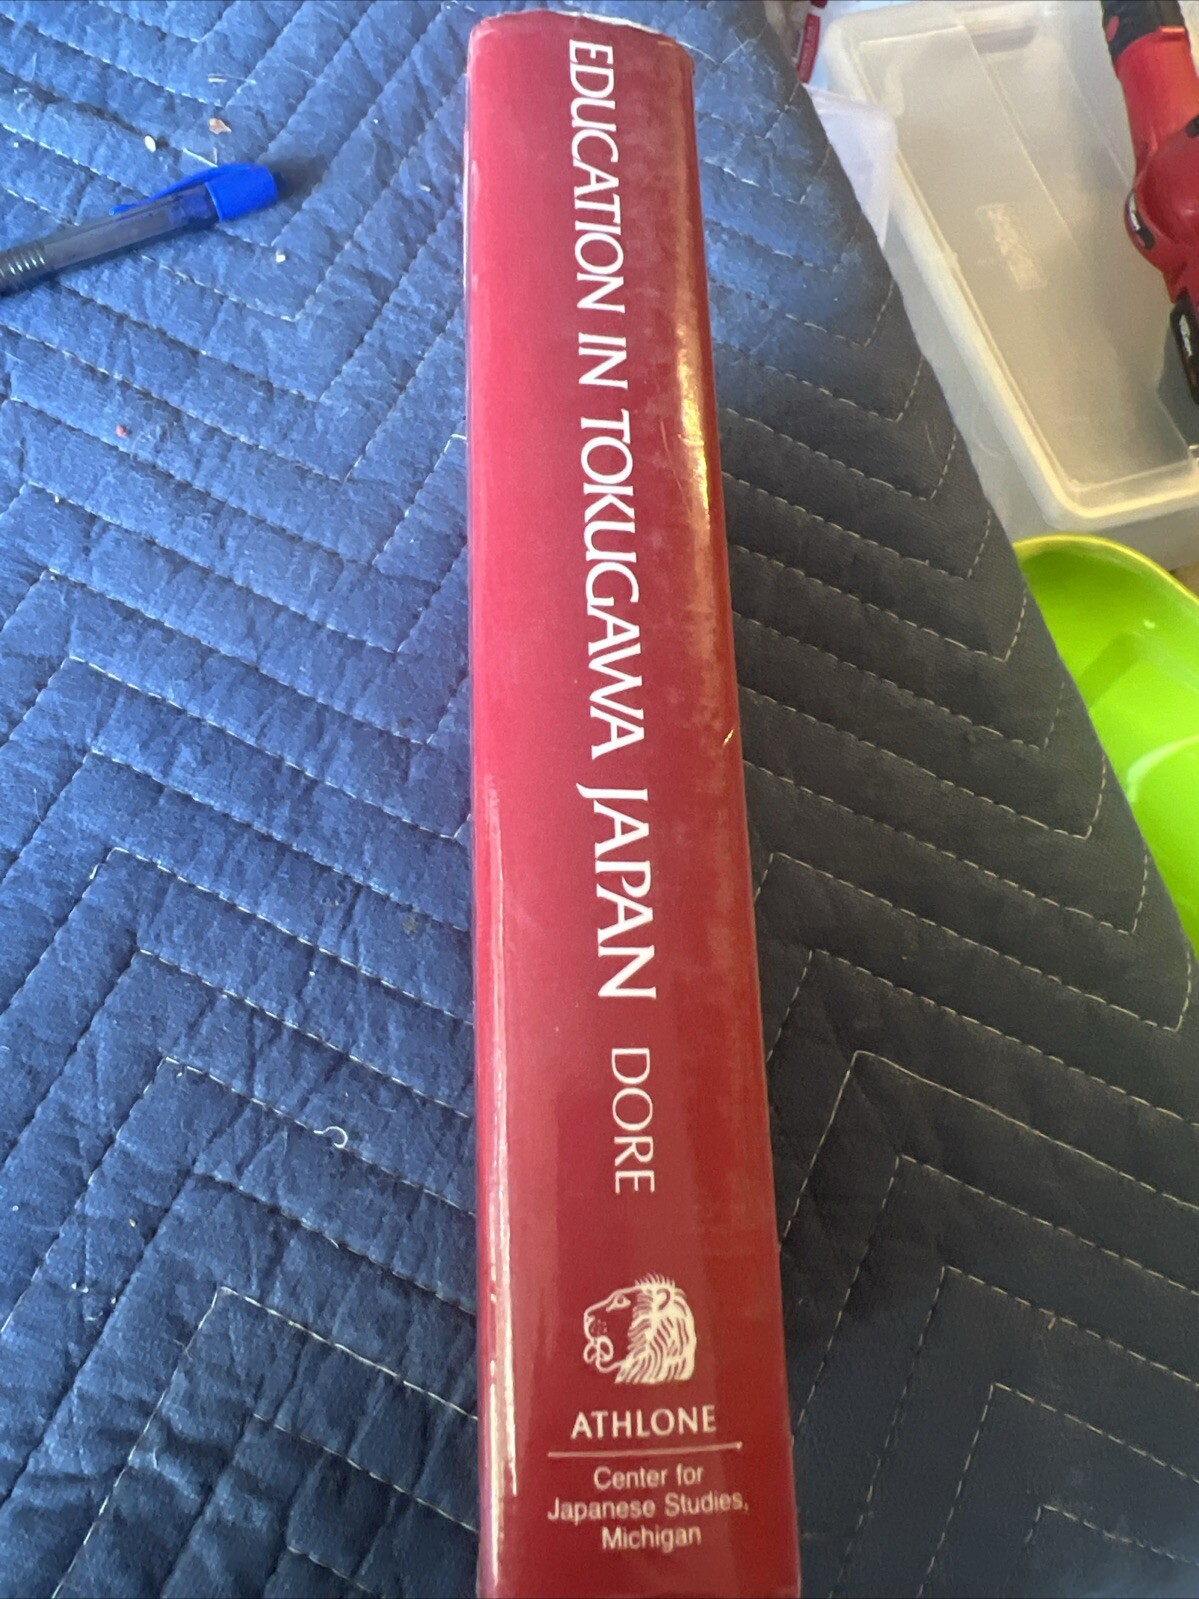 EDUCATION IN TOKUGAWA JAPAN DORE
ATHLONE
Center for
Japanese Studies,
Michigan